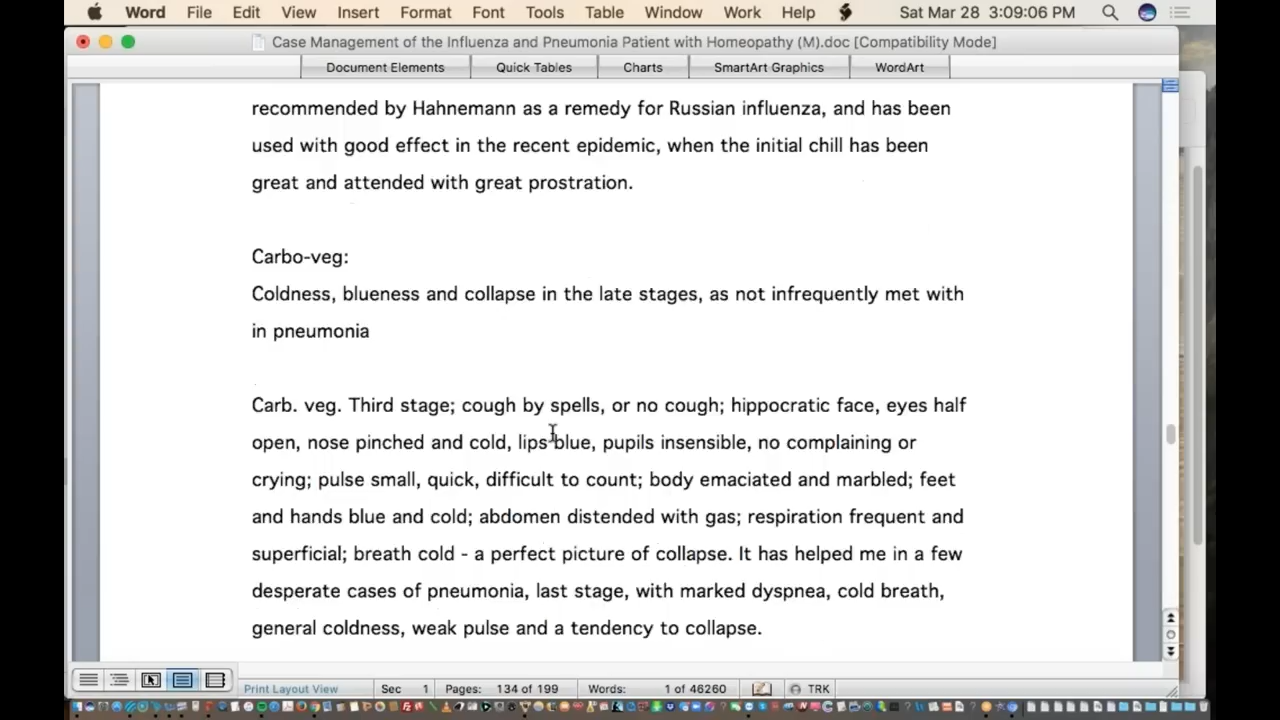 Word File Edit View Insert Format Font Tools Table Window Work Help Sat Mar 28 3:09:06 PM
Case Management of the Influenza and Pneumonia Patient with Homeopathy (M).doc [Compatibility Mode]
Document Elements Quick Tables Charts SmartArt Graphics WordArt
recommended by Hahnemann as a remedy for Russian influenza, and has been
used with good effect in the recent epidemic, when the initial chill has been
great and attended with great prostration.
Carbo-veg:
Coldness, blueness and collapse in the late stages, as not infrequently met with
in pneumonia
Carb. veg. Third stage; cough by spells, or no cough; hippocratic face, eyes half
open, nose pinched and cold, lips blue, pupils insensible, no complaining or
crying; pulse small, quick, difficult to count; body emaciated and marbled; feet
and hands blue and cold; abdomen distended with gas; respiration frequent and
superficial; breath cold - a perfect picture of collapse. It has helped me in a few
desperate cases of pneumonia, last stage, with marked dyspnea, cold breath,
general coldness, weak pulse and a tendency to collapse.
Print Layout View Sec 1 Pages: 134 of 199 Words: 1 of 46260 TRK